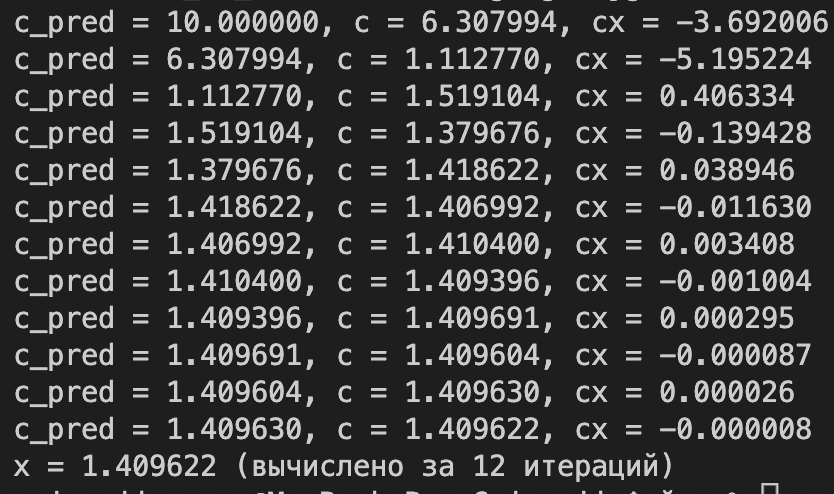 c_pred = 10.000000, c = 6.307994, cx = -3.692006
c_pred = 6.307994, c = 1.112770, cx = -5.195224
c_pred = 1.112770, c = 1.519104, cx = 0.406334
c_pred = 1.519104, c = 1.379676, cx = -0.139428
c_pred = 1.379676, c = 1.418622, cx = 0.038946
c_pred = 1.418622, c = 1.406992, cx = -0.011630
c_pred = 1.406992, c = 1.410400, cx = 0.003408
c_pred = 1.410400, c = 1.409396, cx = -0.001004
c_pred = 1.409396, c = 1.409691, cx = 0.000295
c_pred = 1.409691, c = 1.409604, cx = -0.000087
c_pred = 1.409604, c = 1.409630, cx = 0.000026
c_pred = 1.409630, c = 1.409622, cx = -0.000008
x = 1.409622 (вычислено за 12 итераций)